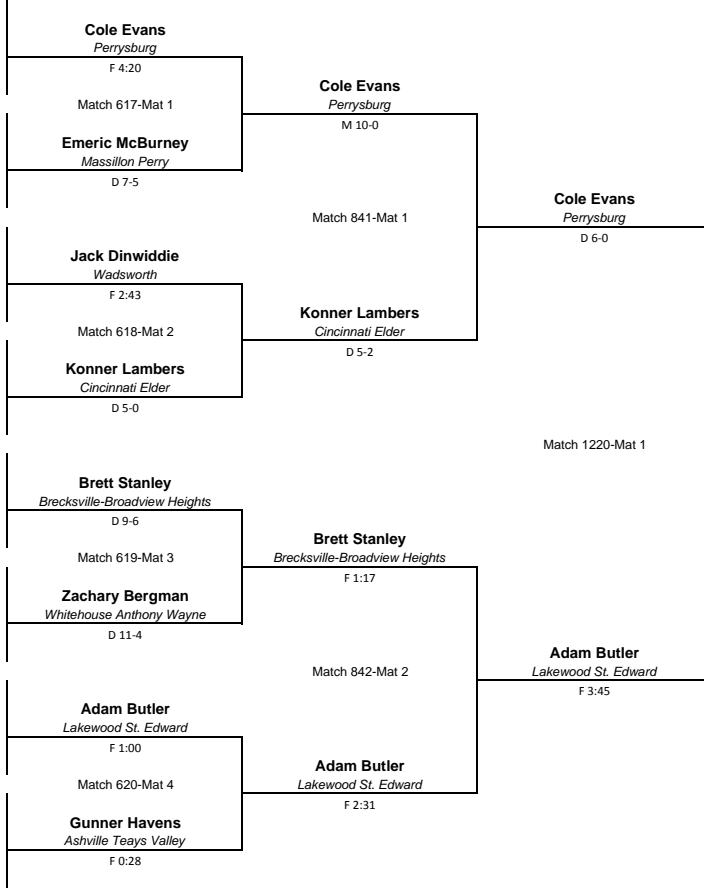 Cole Evans
Perrysburg
F 4:20
Match 617-Mat 1
Emeric McBurney
Massillon Perry
D 7-5
Jack Dinwiddie
Wadsworth
F 2:43
Match 618-Mat 2
Konner Lambers
Cincinnati Elder
D 5-0
Brett Stanley
Brecksville-Broadview Heights
D 9-6
Match 619-Mat 3
Zachary Bergman
Whitehouse Anthony Wayne
D 11-4
Adam Butler
Lakewood St. Edward
F 1:00
Match 620-Mat 4
Gunner Havens
Ashville Teays Valley
F 0:28
Cole Evans
Perrysburg
M 10-0
Match 841-Mat 1
Konner Lambers
Cincinnati Elder
D 5-2
Brett Stanley
Brecksville-Broadview Heights
F 1:17
Match 842-Mat 2
Adam Butler
Lakewood St. Edward
F 2:31
Cole Evans
Perrysburg
D 6-0
Match 1220-Mat 1
Adam Butler
Lakewood St. Edward
F 3:45